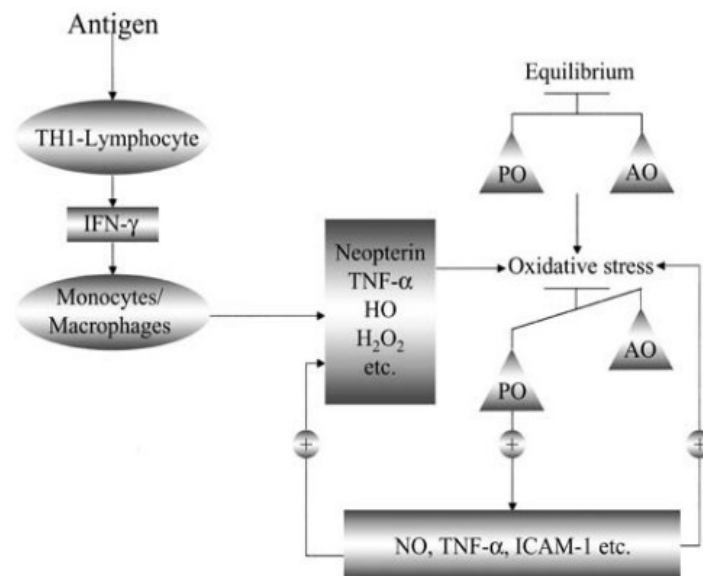 Antigen
TH1-Lymphocyte
IFN-γ
Monocytes/
Macrophages
Neopterin
TNF-α
HO
H₂O₂
etc.
Equilibrium
PO
AO
Oxidative stress
AO
PO
+
+
+
NO, TNF-α, ICAM-1 etc.